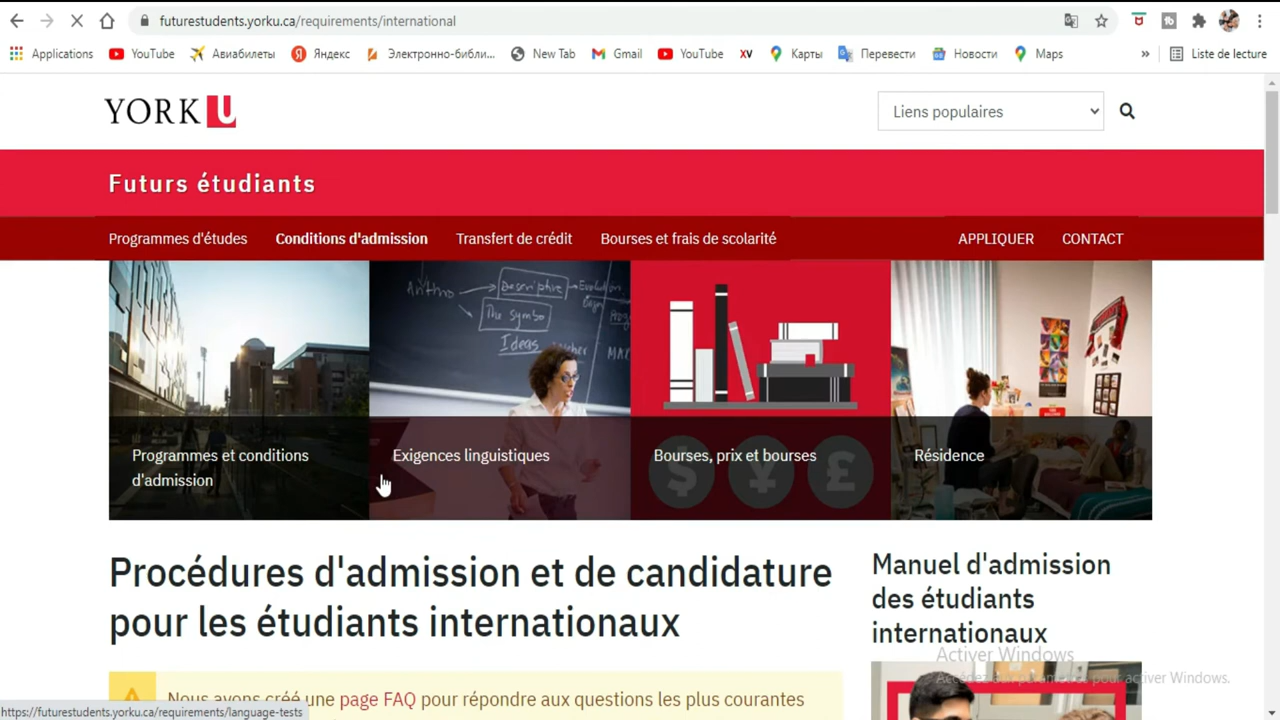 futurestudents.yorku.ca/requirements/international
Applications YouTube Авиабилеты Яндекс Электронно-библи... New Tab Gmail YouTube XV Карты Перевести Новости Maps » Liste de lecture
YORK U
Liens populaires
Futurs étudiants
Programmes d'études Conditions d'admission Transfert de crédit Bourses et frais de scolarité APPLIQUER CONTACT
Descriptive
The symbo
Ideas
Programmes et conditions
d'admission
Exigences linguistiques
Bourses, prix et bourses
$ ¥ £
Résidence
Procédures d'admission et de candidature
pour les étudiants internationaux
Manuel d'admission
des étudiants
internationaux
Activer Windows
Nous avons créé une page FAQ pour répondre aux questions les plus courantes
https://futurestudents.yorku.ca/requirements/language-tests